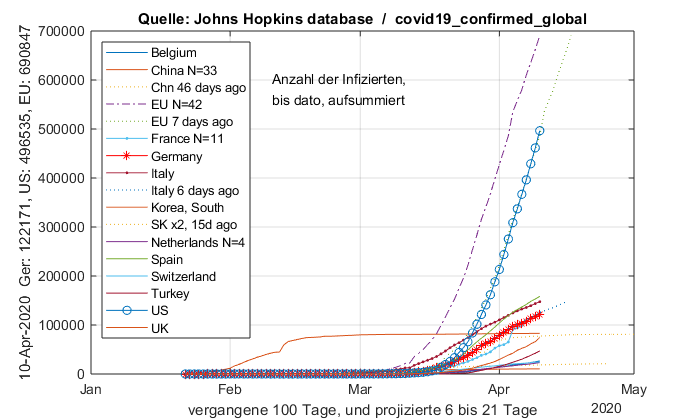 Quelle: Johns Hopkins database / covid19_confirmed_global
700000
600000
500000
400000
300000
200000
100000
0
10-Apr-2020 Ger: 122171, US: 496535, EU: 690847
Belgium
China N=33
Chn 46 days ago
EU N=42
EU 7 days ago
France N=11
Germany
Italy
Italy 6 days ago
Korea, South
SK x2, 15d ago
Netherlands N=4
Spain
Switzerland
Turkey
US
UK
Anzahl der Infizierten,
bis dato, aufsummiert
Jan Feb Mar Apr May
vergangene 100 Tage, und projizierte 6 bis 21 Tage
2020